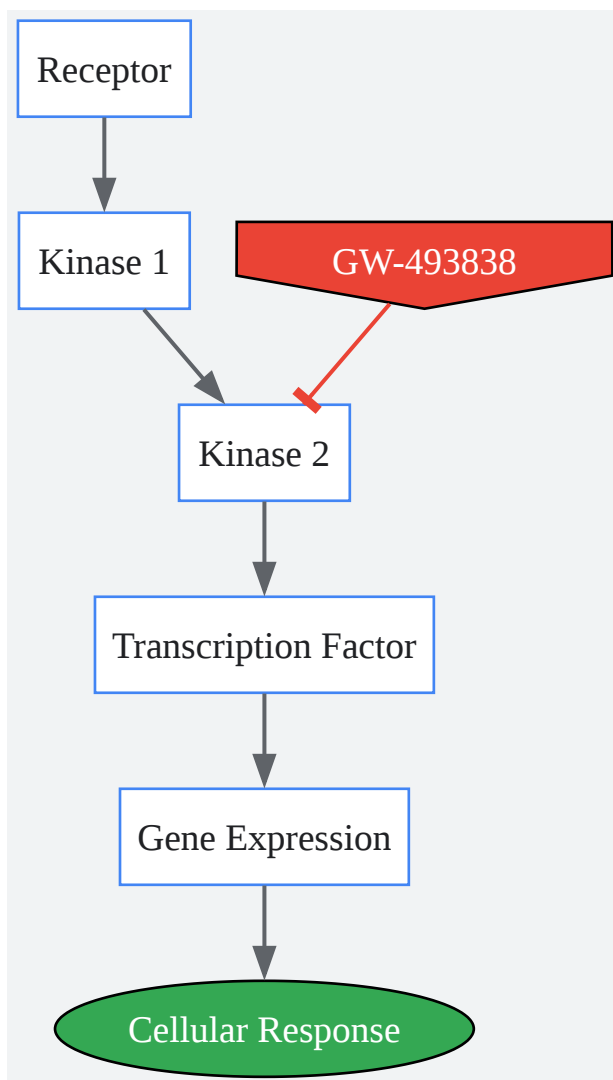 Receptor
Kinase 1
GW-493838
Kinase 2
Transcription Factor
Gene Expression
Cellular Response